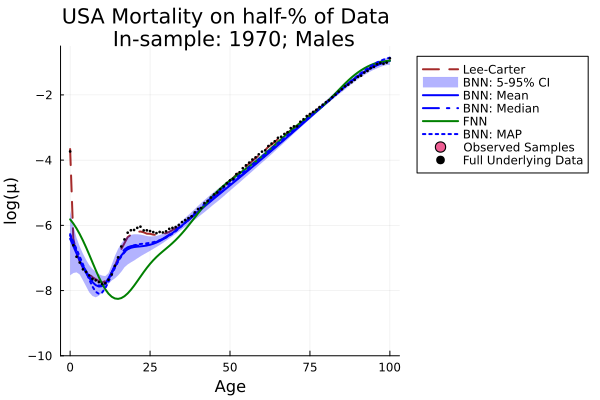 USA Mortality on half-% of Data
In-sample: 1970; Males
Lee-Carter
BNN: 5-95% CI
BNN: Mean
BNN: Median
FNN
BNN: MAP
Observed Samples
Full Underlying Data
log(μ)
−2
−4
−6
−8
−10
0 25 50 75 100
Age